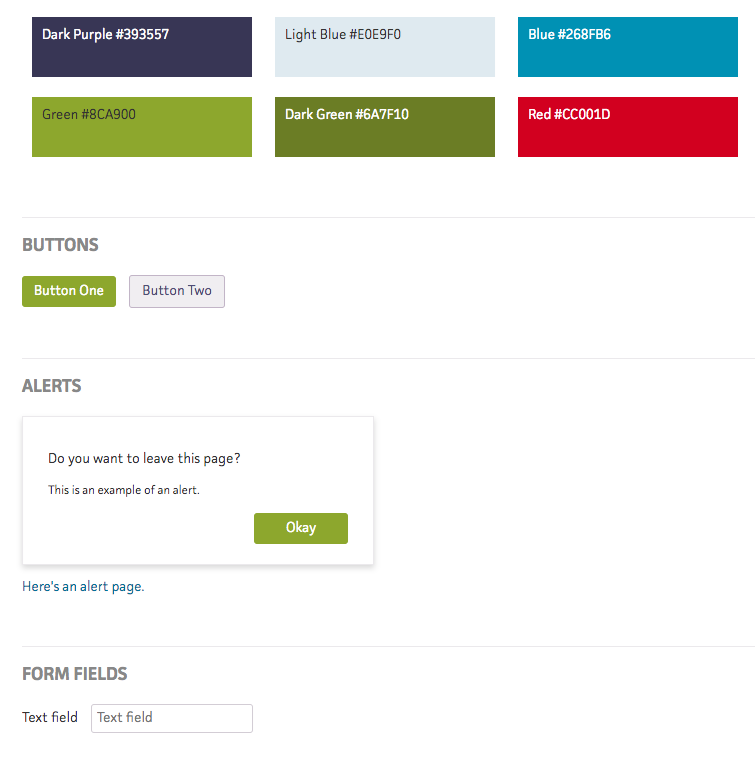 Dark Purple #393557
Light Blue #E0E9F0
Blue #268FB6
Green #8CA900
Dark Green #6A7F10
Red #CC001D
BUTTONS
Button One
Button Two
ALERTS
Do you want to leave this page?
This is an example of an alert.
Okay
Here's an alert page.
FORM FIELDS
Text field
Text field